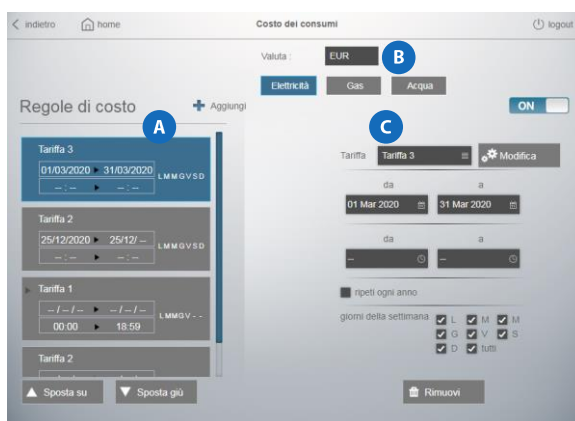 indietro home Costo dei consumi logout
Valuta : EUR B
Elettricità Gas Acqua
Regole di costo Aggiungi
ON
A C
Tariffa 3
01/03/2020 31/03/2020
LMMGVSD
-- : -- -- : --
Tariffa 2
25/12/2020 25/12/ --
LMMGVSD
-- : -- -- : --
Tariffa 1
-- / -- / -- -- / -- / --
LMMGV - -
00:00 18:59
Tariffa 2
Sposta su Sposta giù
Tariffa Tariffa 3 Modifica
da a
01 Mar 2020 31 Mar 2020
da a
-- --
ripeti ogni anno
giorni della settimana L M M
G V S
D tutti
Rimuovi